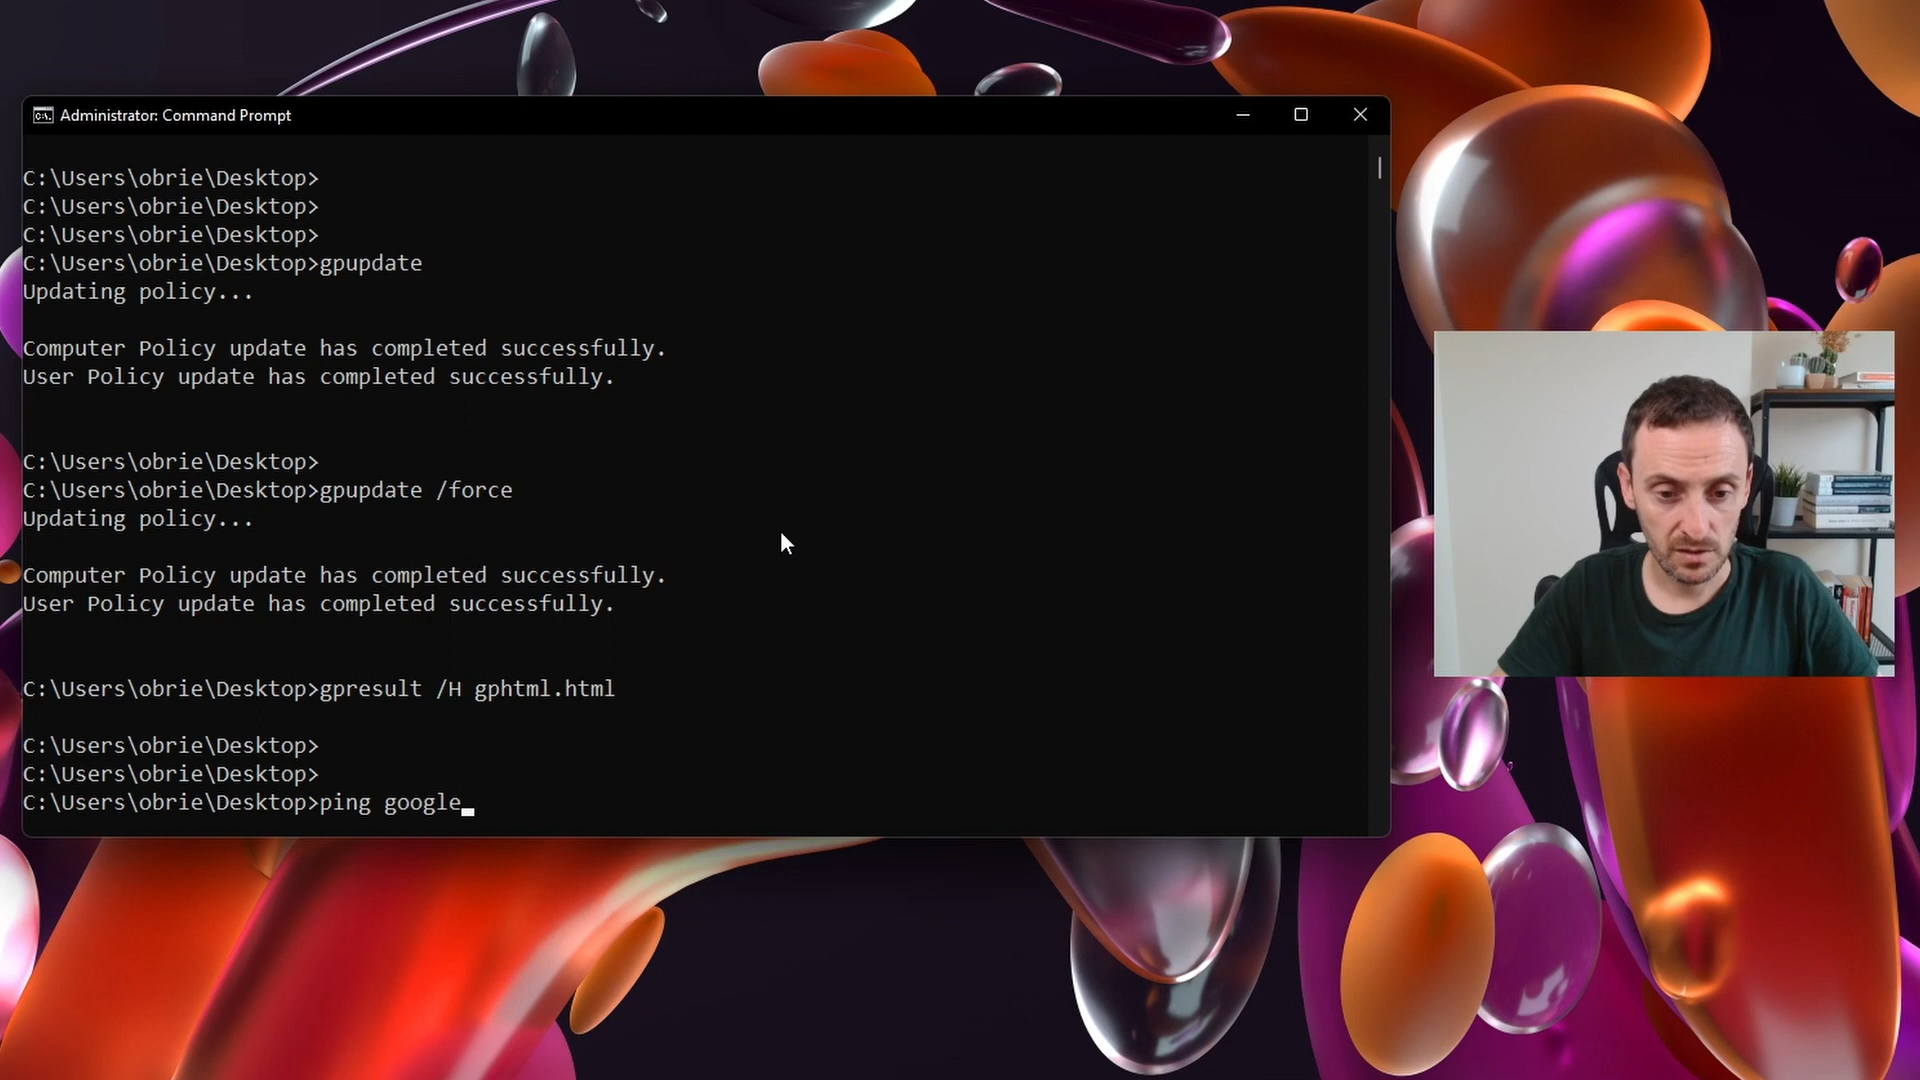 Administrator: Command Prompt
C:\Users\obrie\Desktop>
C:\Users\obrie\Desktop>
C:\Users\obrie\Desktop>
C:\Users\obrie\Desktop>gpupdate
Updating policy...
Computer Policy update has completed successfully.
User Policy update has completed successfully.
C:\Users\obrie\Desktop>
C:\Users\obrie\Desktop>gpupdate /force
Updating policy...
Computer Policy update has completed successfully.
User Policy update has completed successfully.
C:\Users\obrie\Desktop>gpresult /H gphtml.html
C:\Users\obrie\Desktop>
C:\Users\obrie\Desktop>
C:\Users\obrie\Desktop>ping google